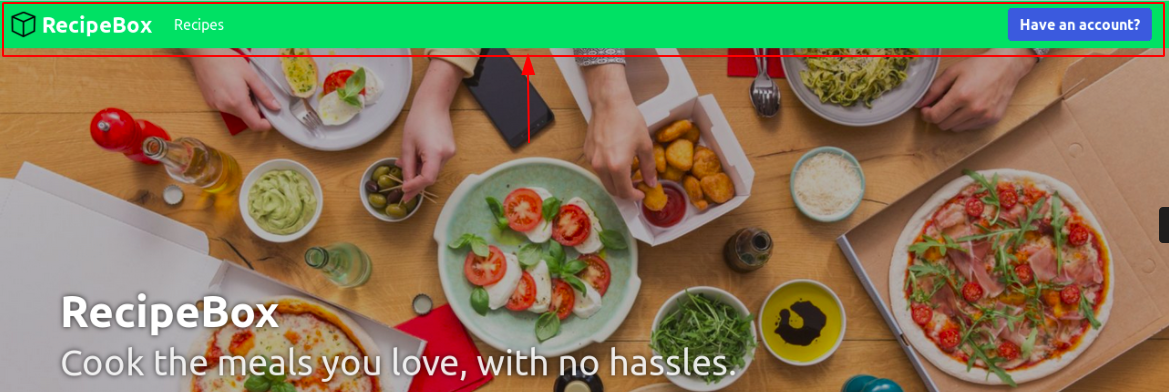 RecipeBox Recipes Have an account?
RecipeBox
Cook the meals you love, with no hassles.